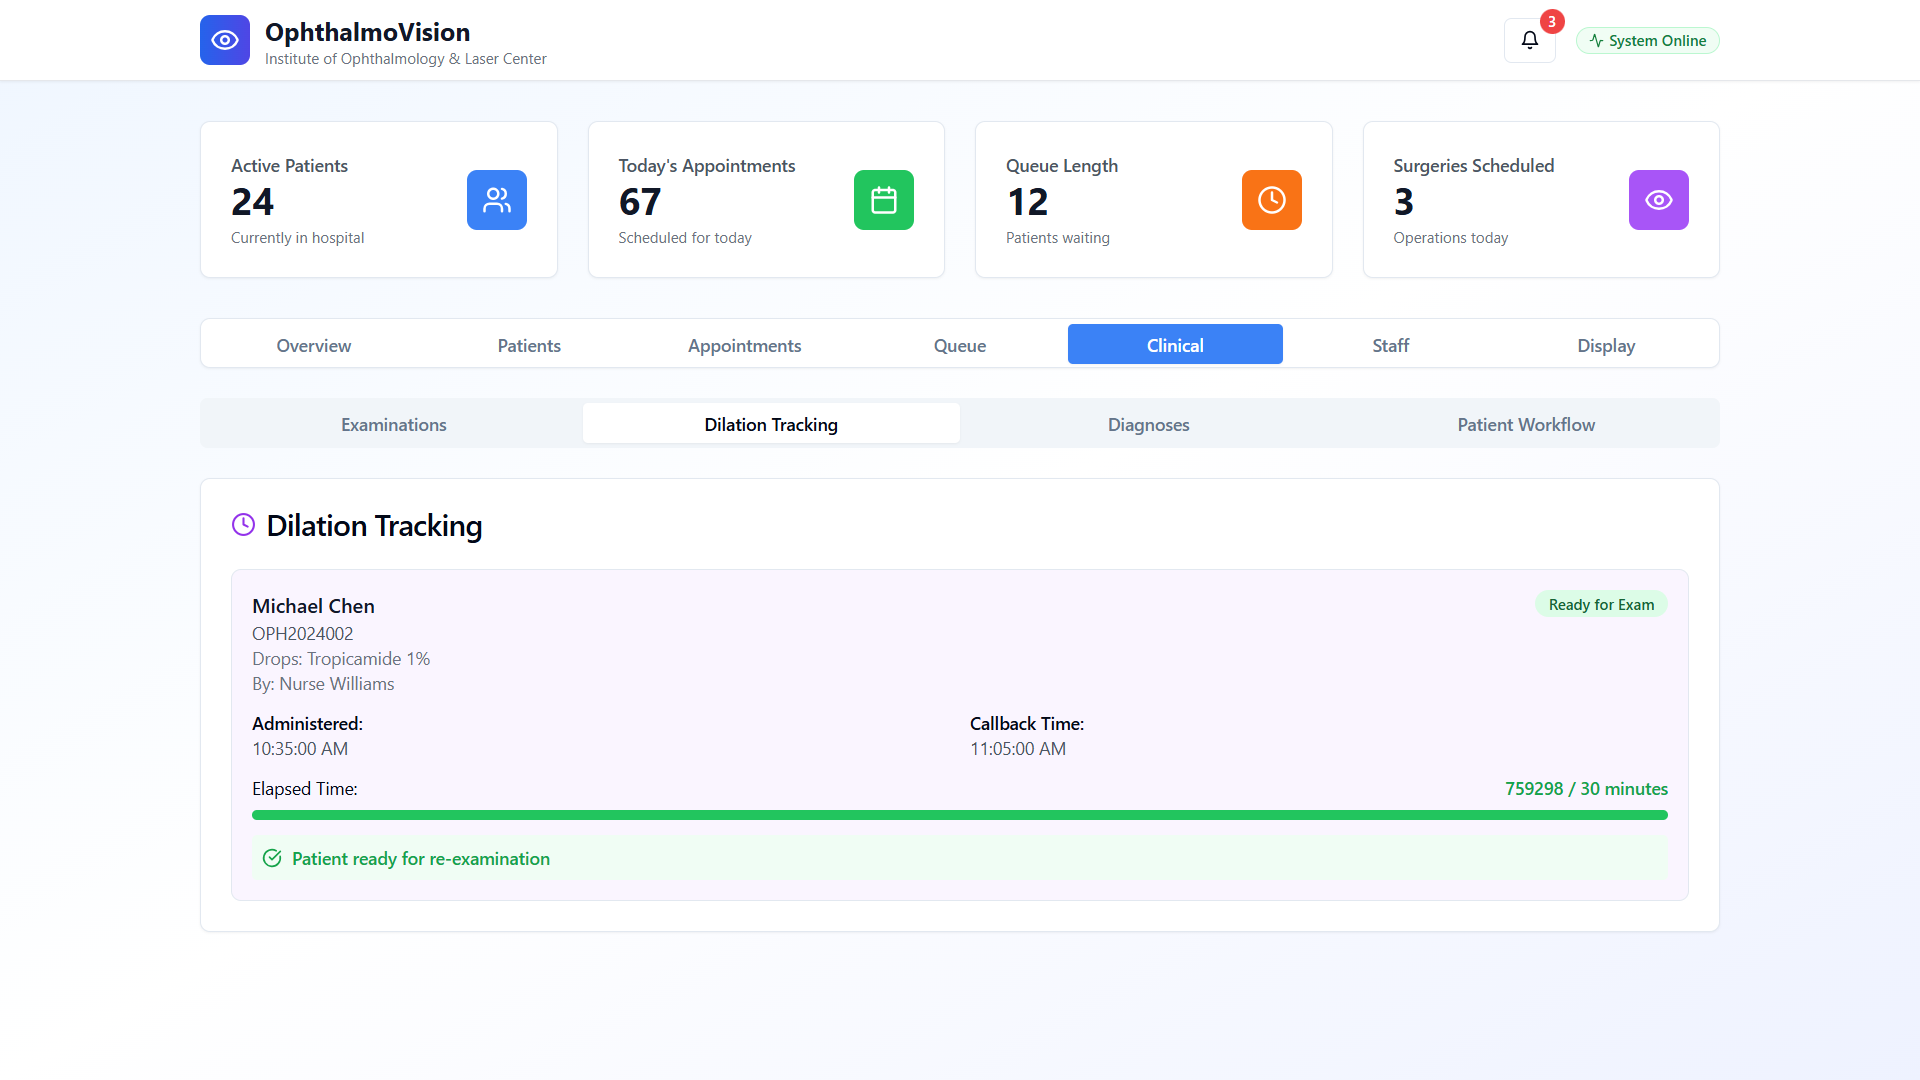 OphthalmoVision
Institute of Ophthalmology & Laser Center
3
System Online
Active Patients
24
Currently in hospital
Today's Appointments
67
Scheduled for today
Queue Length
12
Patients waiting
Surgeries Scheduled
3
Operations today
Overview
Patients
Appointments
Queue
Clinical
Staff
Display
Examinations
Dilation Tracking
Diagnoses
Patient Workflow
Dilation Tracking
Michael Chen
Ready for Exam
OPH2024002
Drops: Tropicamide 1%
By: Nurse Williams
Administered:
10:35:00 AM
Callback Time:
11:05:00 AM
Elapsed Time:
759298 / 30 minutes
Patient ready for re-examination